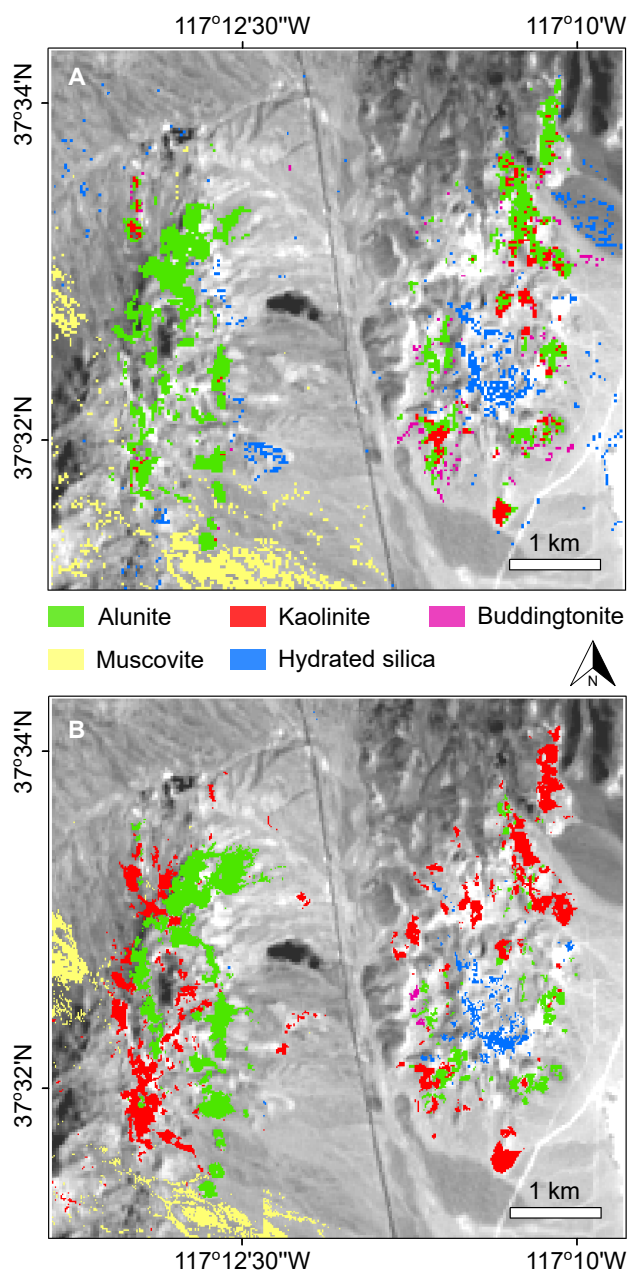 117°12'30"W 117°10'W
A
37°34'N
37°32'N
1 km
Alunite Kaolinite Buddingtonite
Muscovite Hydrated silica
N
B
37°34'N
37°32'N
1 km
117°12'30"W 117°10'W